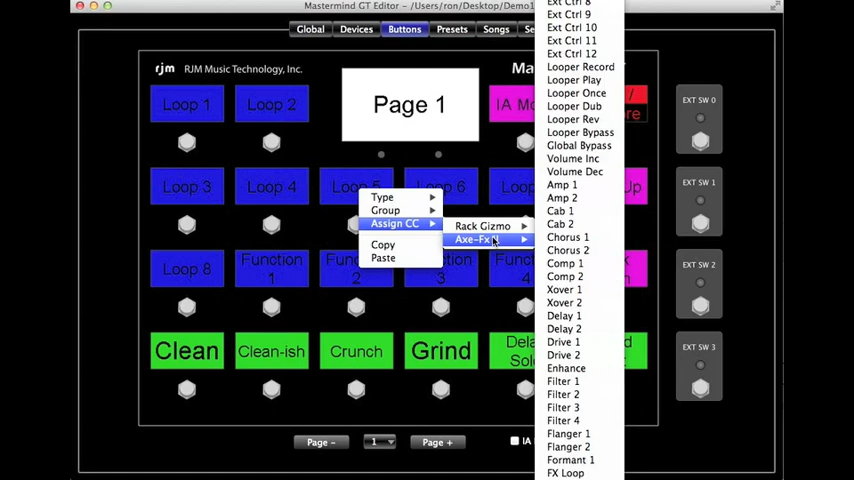 Mastermind GT Editor - /Users/ron/Desktop/Demo1
Global
Devices
Buttons
Presets
Songs
rjm RJM Music Technology, Inc.
Loop 1
Loop 2
Page 1
IA
EXT SW 0
Loop 3
Loop 4
Loop 5
Loop 6
EXT SW 1
Loop 8
Function 1
EXT SW 2
Clean
Clean-ish
Crunch
Grind
EXT SW 3
Type
Group
Assign CC
Copy
Paste
Rack Gizmo
Axe-Fx
Ext Ctrl 8
Ext Ctrl 9
Ext Ctrl 10
Ext Ctrl 11
Ext Ctrl 12
Looper Record
Looper Play
Looper Once
Looper Dub
Looper Rev
Looper Bypass
Global Bypass
Volume Inc
Volume Dec
Amp 1
Amp 2
Cab 1
Cab 2
Chorus 1
Chorus 2
Comp 1
Comp 2
Xover 1
Xover 2
Delay 1
Delay 2
Drive 1
Drive 2
Enhance
Filter 1
Filter 2
Filter 3
Filter 4
Flanger 1
Flanger 2
Formant 1
FX Loop
Page -
1
Page +
IA